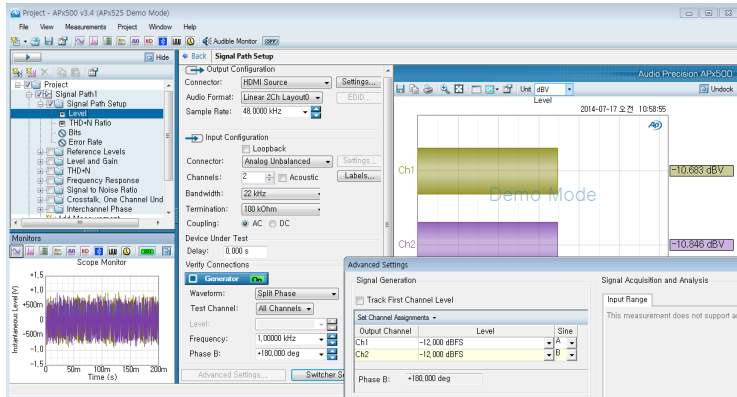 Project - APx500 v3.4 (APx525 Demo Mode)
File View Measurements Project Window Help
Audible Monitor OFF
Hide
Back Signal Path Setup
Project
Signal Path1
Signal Path Setup
Level
THD+N Ratio
Bits
Error Rate
Reference Levels
Level and Gain
THD+N
Frequency Response
Signal to Noise Ratio
Crosstalk, One Channel Und
Interchannel Phase
Add Measurement
Monitors
Scope Monitor
Instantaneous Level (V)
+1.5
+1.0
+500m
0
-500m
-1.0
-1.5
0 50m 100m 150m 200m
Time (s)
Output Configuration
Connector: HDMI Source Settings...
Audio Format: Linear 2Ch Layout0 EDID...
Sample Rate: 48,0000 kHz
Input Configuration
Loopback
Connector: Analog Unbalanced Settings...
Channels: 2 Acoustic Labels...
Bandwidth: 22 kHz
Termination: 100 kOhm
Coupling: AC DC
Device Under Test
Delay: 0,000 s
Verify Connections
Generator On
Waveform: Split Phase
Test Channel: All Channels
Level:
Frequency: 1,00000 kHz
Phase B: +180,000 deg
Advanced Settings... Switcher S
Audio Precision APx500
Unit dBV Undock
Level
2014-07-17 오전 10:58:55
Ap
Ch1
-10.683 dBV
Demo Mode
Ch2
-10.846 dBV
Advanced Settings
Signal Generation
Track First Channel Level
Set Channel Assignments
Output Channel Level Sine
Ch1 -12,000 dBFS A
Ch2 -12,000 dBFS B
Phase B: +180,000 deg
Signal Acquisition and Analysis
Input Range
This measurement does not support a